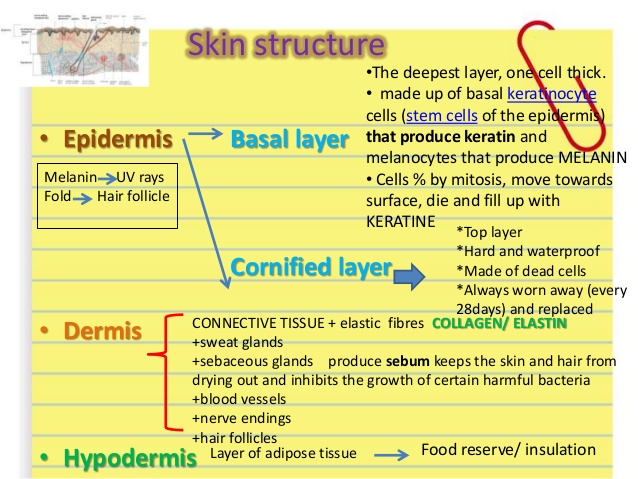 Skin structure
•The deepest layer, one cell thick.
• made up of basal keratinocyte
cells (stem cells of the epidermis)
that produce keratin and
melanocytes that produce MELANIN
• Cells % by mitosis, move towards
surface, die and fill up with
KERATINE
• Epidermis
Basal layer
Melanin UV rays
Fold Hair follicle
Cornified layer
*Top layer
*Hard and waterproof
*Made of dead cells
*Always worn away (every
28days) and replaced
• Dermis
CONNECTIVE TISSUE + elastic fibres COLLAGEN/ ELASTIN
+sweat glands
+sebaceous glands produce sebum keeps the skin and hair from
drying out and inhibits the growth of certain harmful bacteria
+blood vessels
+nerve endings
+hair follicles
• Hypodermis
Layer of adipose tissue
Food reserve/ insulation